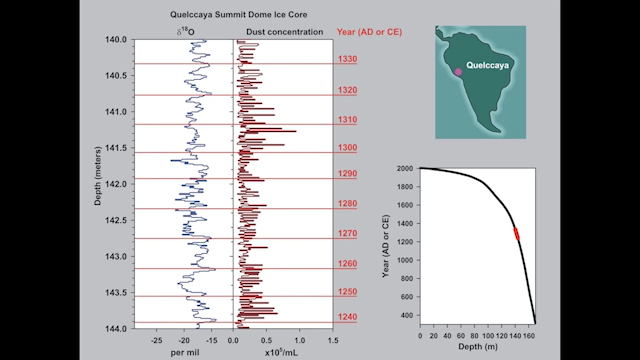 Quelccaya Summit Dome Ice Core
δ18O
Dust concentration
Year (AD or CE)
140.0
140.5
141.0
141.5
142.0
142.5
143.0
143.5
144.0
Depth (meters)
1330
1320
1310
1300
1290
1280
1270
1260
1250
1240
-25 -20 -15 0.0 0.5 1.0 1.5
per mil
x10⁵/mL
Quelccaya
2000
1800
1600
1400
1200
1000
800
600
400
Year (AD or CE)
0 20 40 60 80 100 120 140 160
Depth (m)